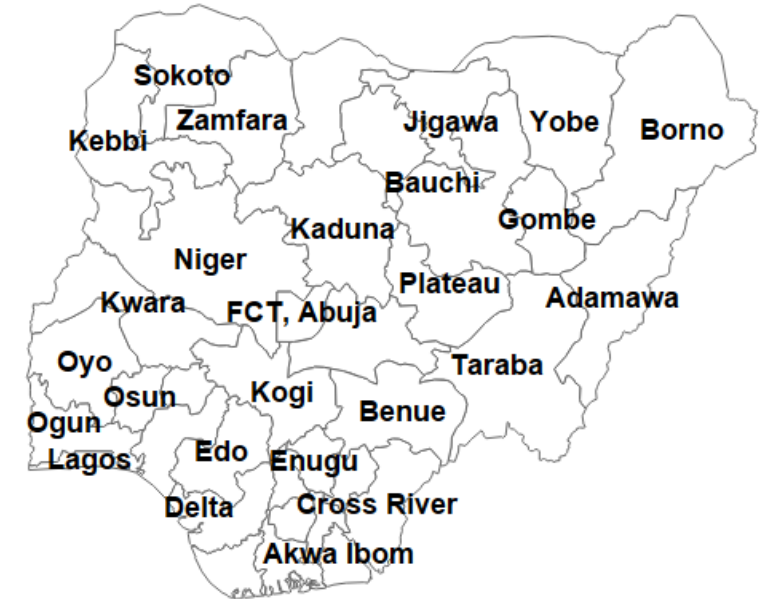 Sokoto
Zamfara
Kebbi
Jigawa
Yobe
Borno
Bauchi
Gombe
Kaduna
Niger
Plateau
Adamawa
Kwara
FCT, Abuja
Oyo
Taraba
Osun
Kogi
Benue
Ogun
Lagos
Edo
Enugu
Delta
Cross River
Akwa Ibom